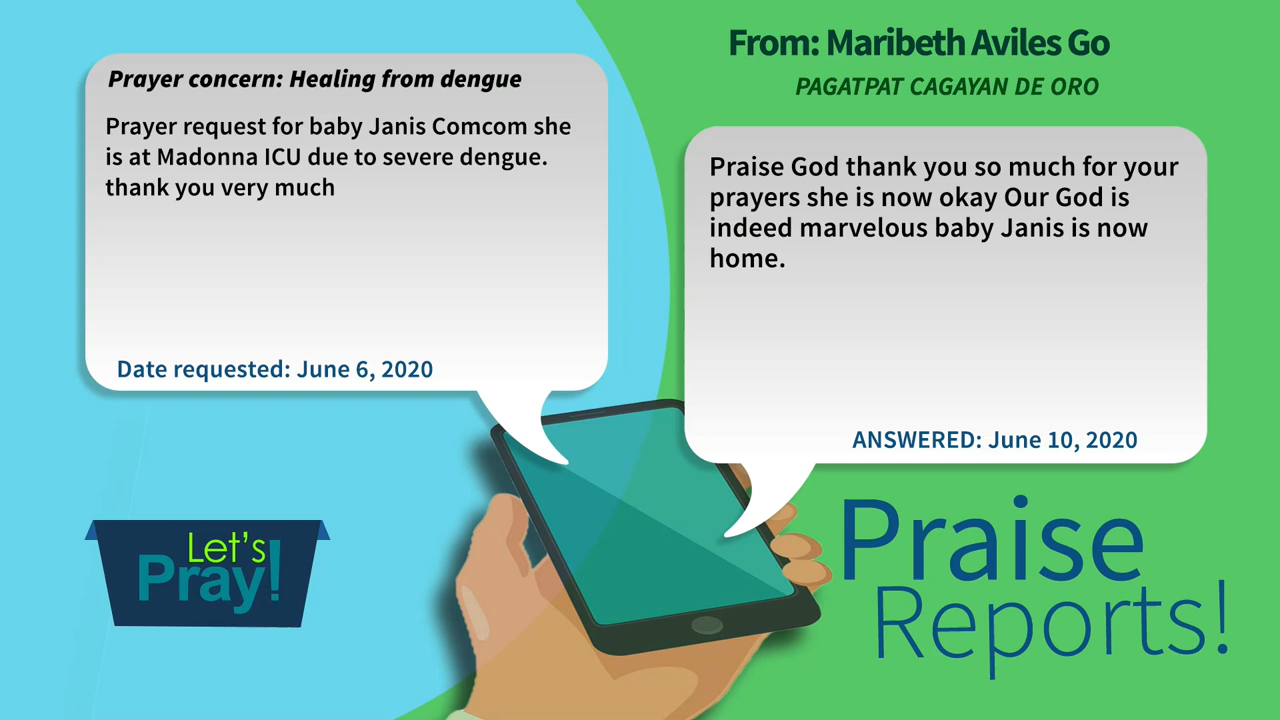 Prayer concern: Healing from dengue
Prayer request for baby Janis Comcom she
is at Madonna ICU due to severe dengue.
thank you very much
Date requested: June 6, 2020
From: Maribeth Aviles Go
PAGATPAT CAGAYAN DE ORO
Praise God thank you so much for your
prayers she is now okay Our God is
indeed marvelous baby Janis is now
home.
ANSWERED: June 10, 2020
Let's
Pray!
Praise
Reports!